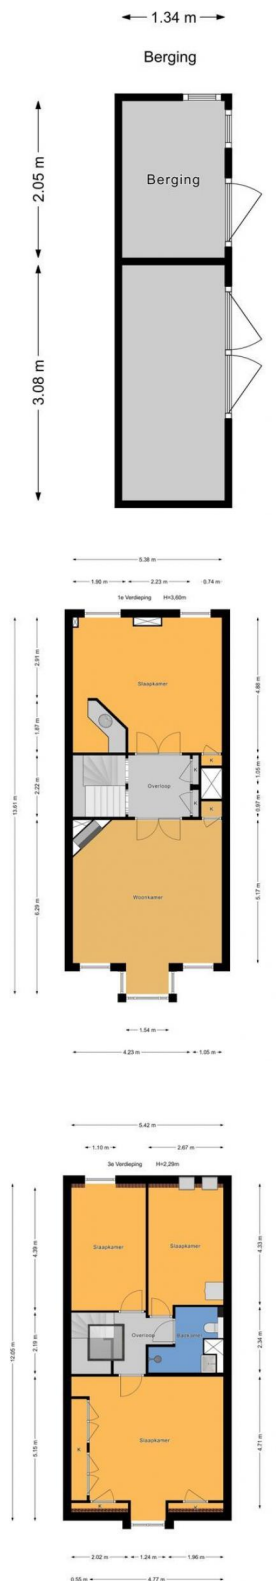 1.34 m
Berging
2.05 m
Berging
3.08 m
5.38 m
1.90 m 2.23 m 0.74 m
1e Verdieping H=3,60m
2.91 m
4.88 m
Slaapkamer
1.87 m
13.61 m
K
1.05 m
2.22 m
Overloop
K
K
0.97 m
K
6.29 m
5.17 m
Woonkamer
1.54 m
4.23 m 1.05 m
5.42 m
1.10 m 2.67 m
3e Verdieping H=2,29m
4.39 m
4.33 m
Slaapkamer
Slaapkamer
12.05 m
2.19 m
Overloop
Badkamer
2.34 m
5.15 m
4.71 m
Slaapkamer
K
K
K
2.02 m 1.24 m 1.96 m
0.55 m 4.77 m